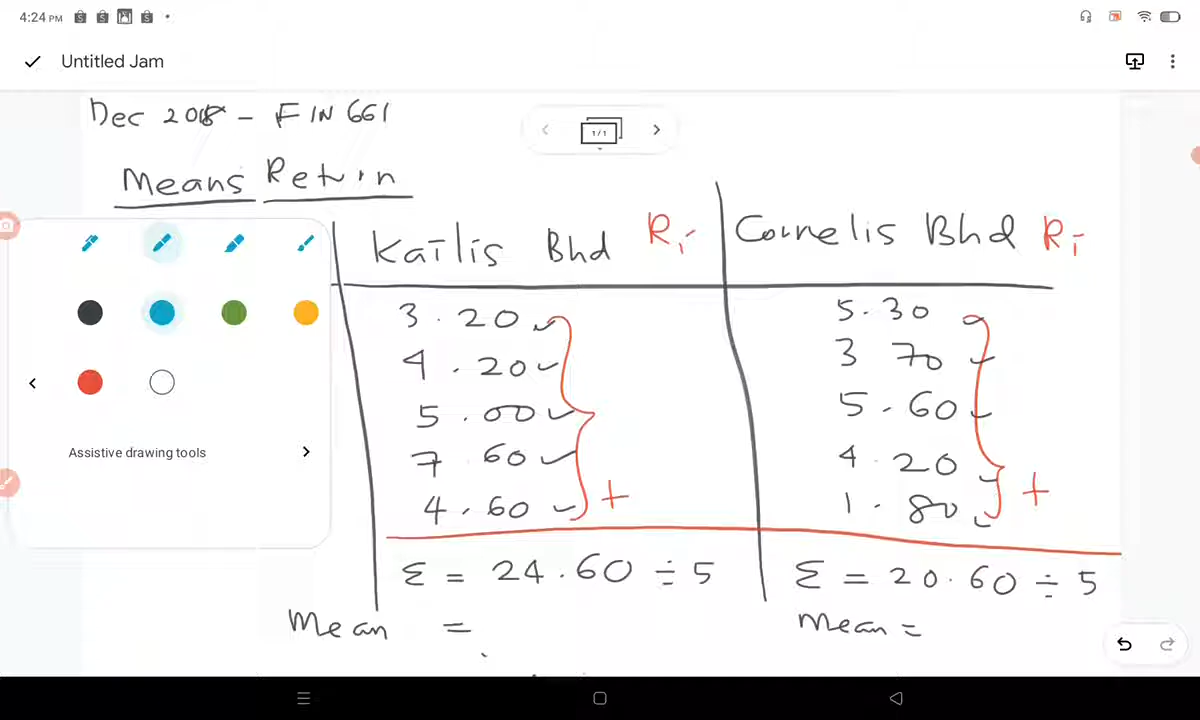 4:24 PM
Untitled Jam
Dec 2018 - FIN 661
1/1
Means Return
Kailis Bhd Ri
Cornelis Bhd Ri
3.20
5.30
4.20
3 70
5.00
5.60
7 60
4.20
4.60
+
1.80
+
Assistive drawing tools
Σ = 24.60 ÷ 5
Σ = 20.60 ÷ 5
Mean =
Mean =